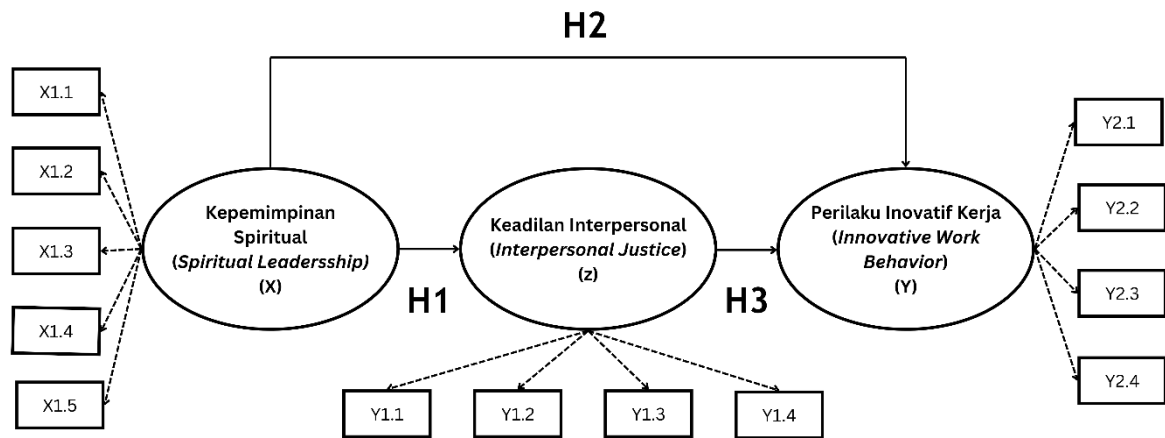 H2
X1.1
X1.2
X1.3
X1.4
X1.5
Kepemimpinan
Spiritual
(Spiritual Leadersship)
(X)
H1
Keadilan Interpersonal
(Interpersonal Justice)
(z)
H3
Perilaku Inovatif Kerja
(Innovative Work
Behavior)
(Y)
Y2.1
Y2.2
Y2.3
Y2.4
Y1.1
Y1.2
Y1.3
Y1.4